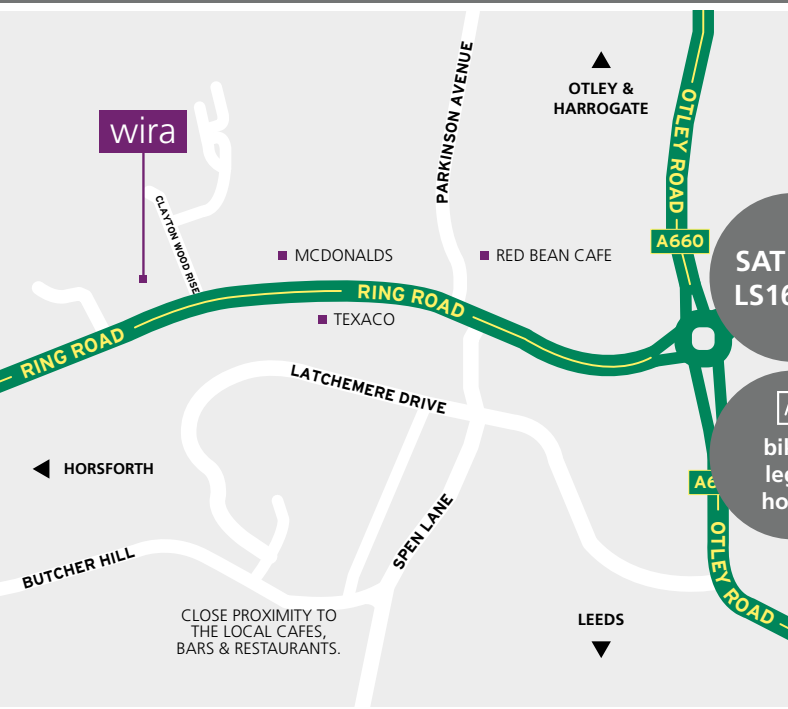 PARKINSON AVENUE
OTLEY &
HARROGATE
OTLEY ROAD
wira
CLAYTON WOOD RISE
MCDONALDS
RED BEAN CAFE
A660
SAT
LS16
RING ROAD
TEXACO
RING ROAD
LATCHEMERE DRIVE
HORSFORTH
SPEN LANE
OTLEY ROAD
BUTCHER HILL
CLOSE PROXIMITY TO
THE LOCAL CAFES,
BARS & RESTAURANTS.
LEEDS